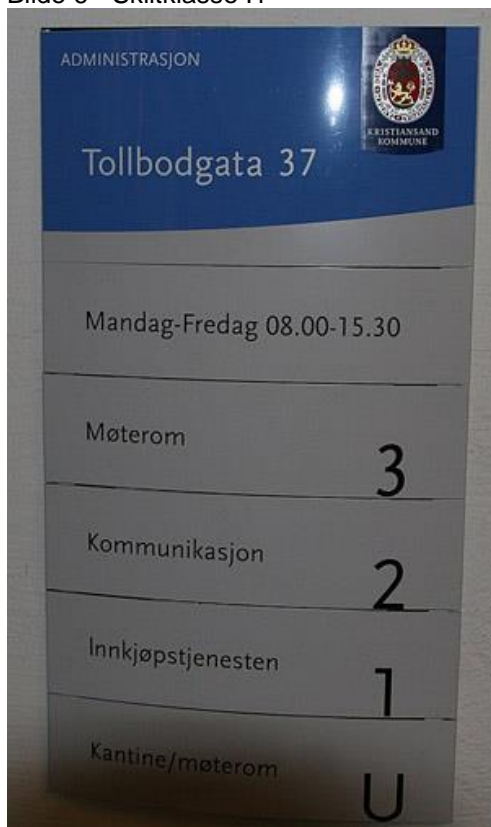 ADMINISTRASJON
KRISTIANSAND
KOMMUNE
Tollbodgata 37
Mandag-Fredag 08.00-15.30
Møterom
3
Kommunikasjon
2
Innkjøpstjenesten
1
Kantine/møterom
U